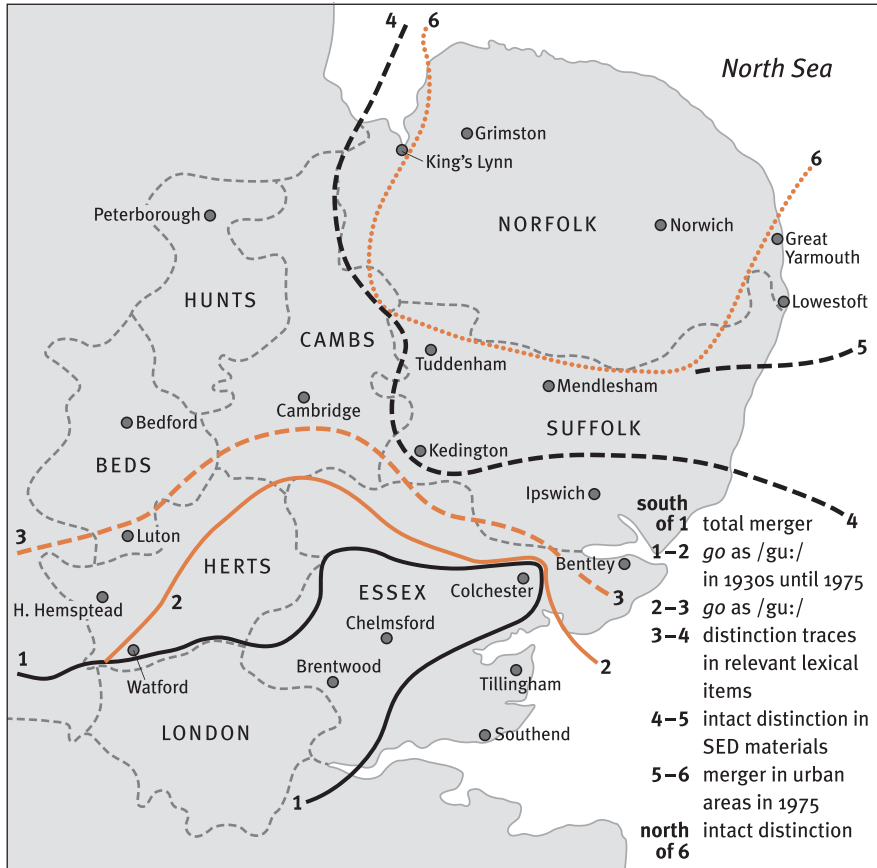 4
6
North Sea
Grimston
King's Lynn
6
Peterborough
NORFOLK
Norwich
Great
Yarmouth
HUNTS
Lowestoft
CAMBS
Tuddenham
5
Mendlesham
Cambridge
Bedford
SUFFOLK
Kedington
BEDS
Ipswich
4
3
Luton
HERTS
Bentley
ESSEX
Colchester
H. Hemsptead
2
3
Chelmsford
1
Watford
Brentwood
Tillingham
2
LONDON
Southend
1
south
of 1 total merger
1–2 go as /gu:/
in 1930s until 1975
2–3 go as /gu:/
3–4 distinction traces
in relevant lexical
items
4–5 intact distinction in
SED materials
5–6 merger in urban
areas in 1975
north intact distinction
of 6